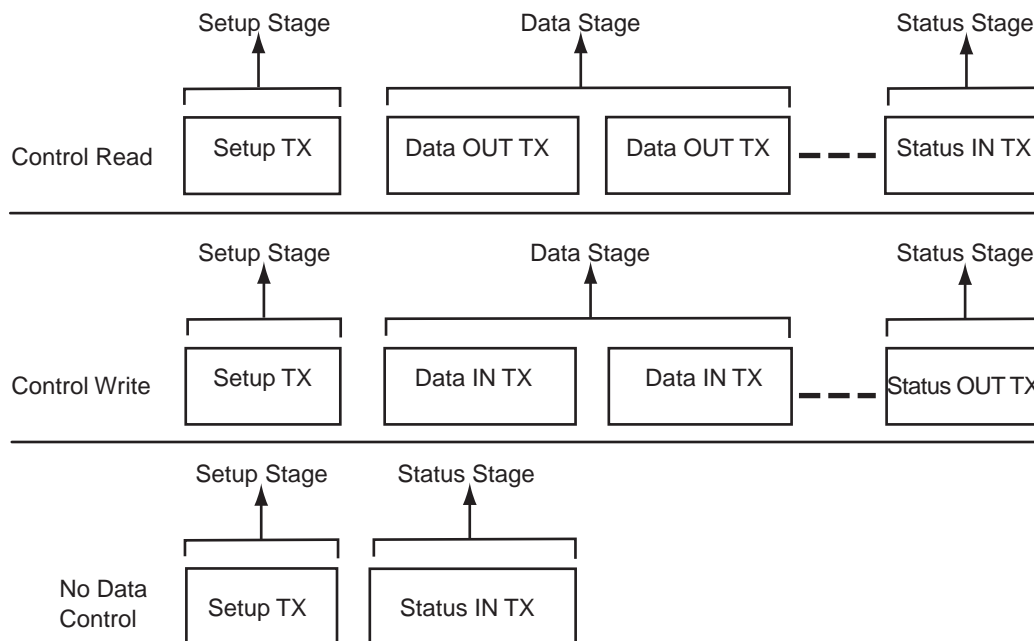 Setup Stage Data Stage Status Stage
Control Read Setup TX Data OUT TX Data OUT TX Status IN TX
Setup Stage Data Stage Status Stage
Control Write Setup TX Data IN TX Data IN TX Status OUT TX
Setup Stage Status Stage
No Data
Control
Setup TX Status IN TX